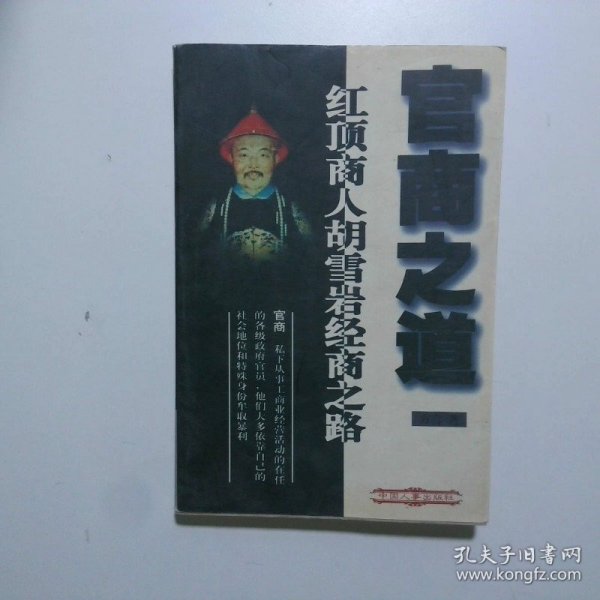 官商之道
红顶商人胡雪岩经商之路
官商 私下从事工商业经营活动的在任
的各级政府官员，他们大多依靠自己的
社会地位和特殊身份牟取暴利
中国人事出版社
孔夫子旧书网
www.kongfz.com